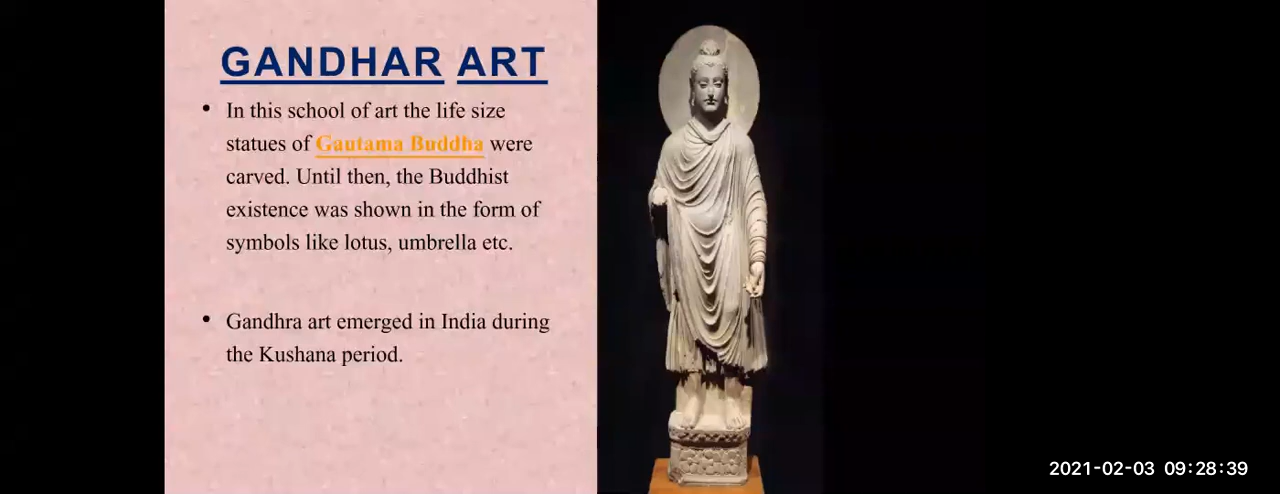 GANDHAR ART
• In this school of art the life size
statues of Gautama Buddha were
carved. Until then, the Buddhist
existence was shown in the form of
symbols like lotus, umbrella etc.
• Gandhra art emerged in India during
the Kushana period.
2021-02-03 09:28:39